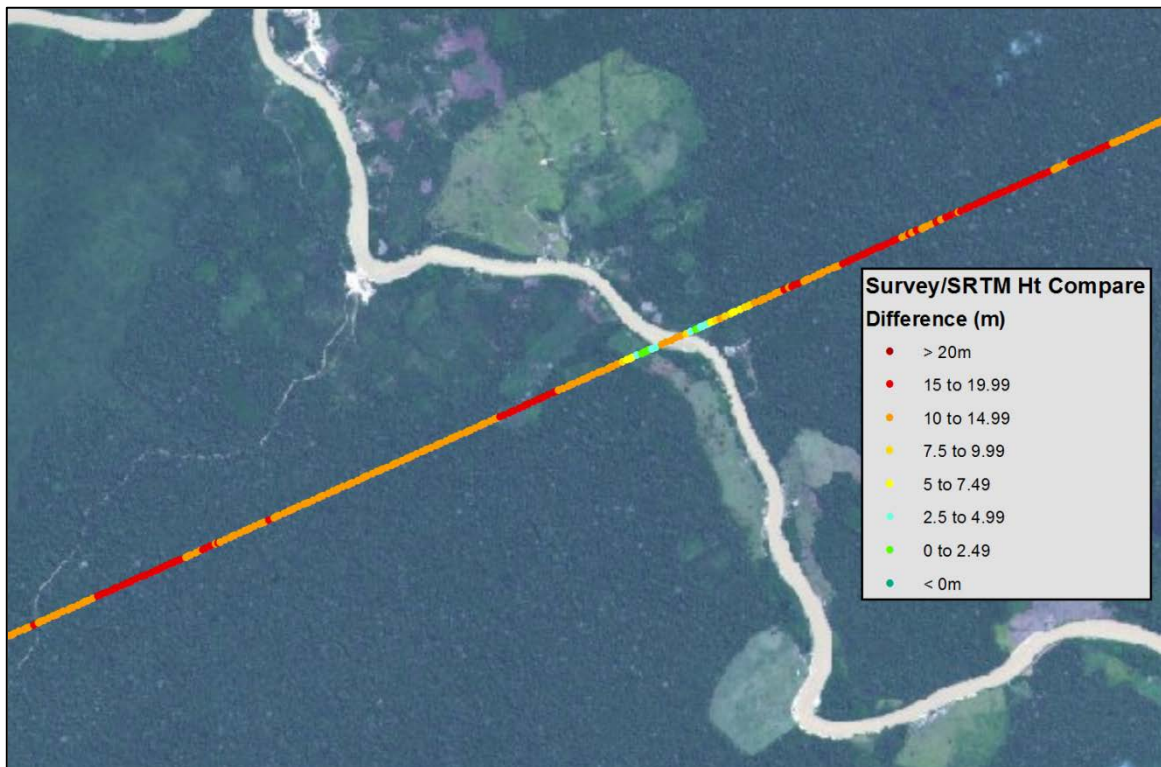 Survey/SRTM Ht Compare
Difference (m)
> 20m
15 to 19.99
10 to 14.99
7.5 to 9.99
5 to 7.49
2.5 to 4.99
0 to 2.49
< 0m